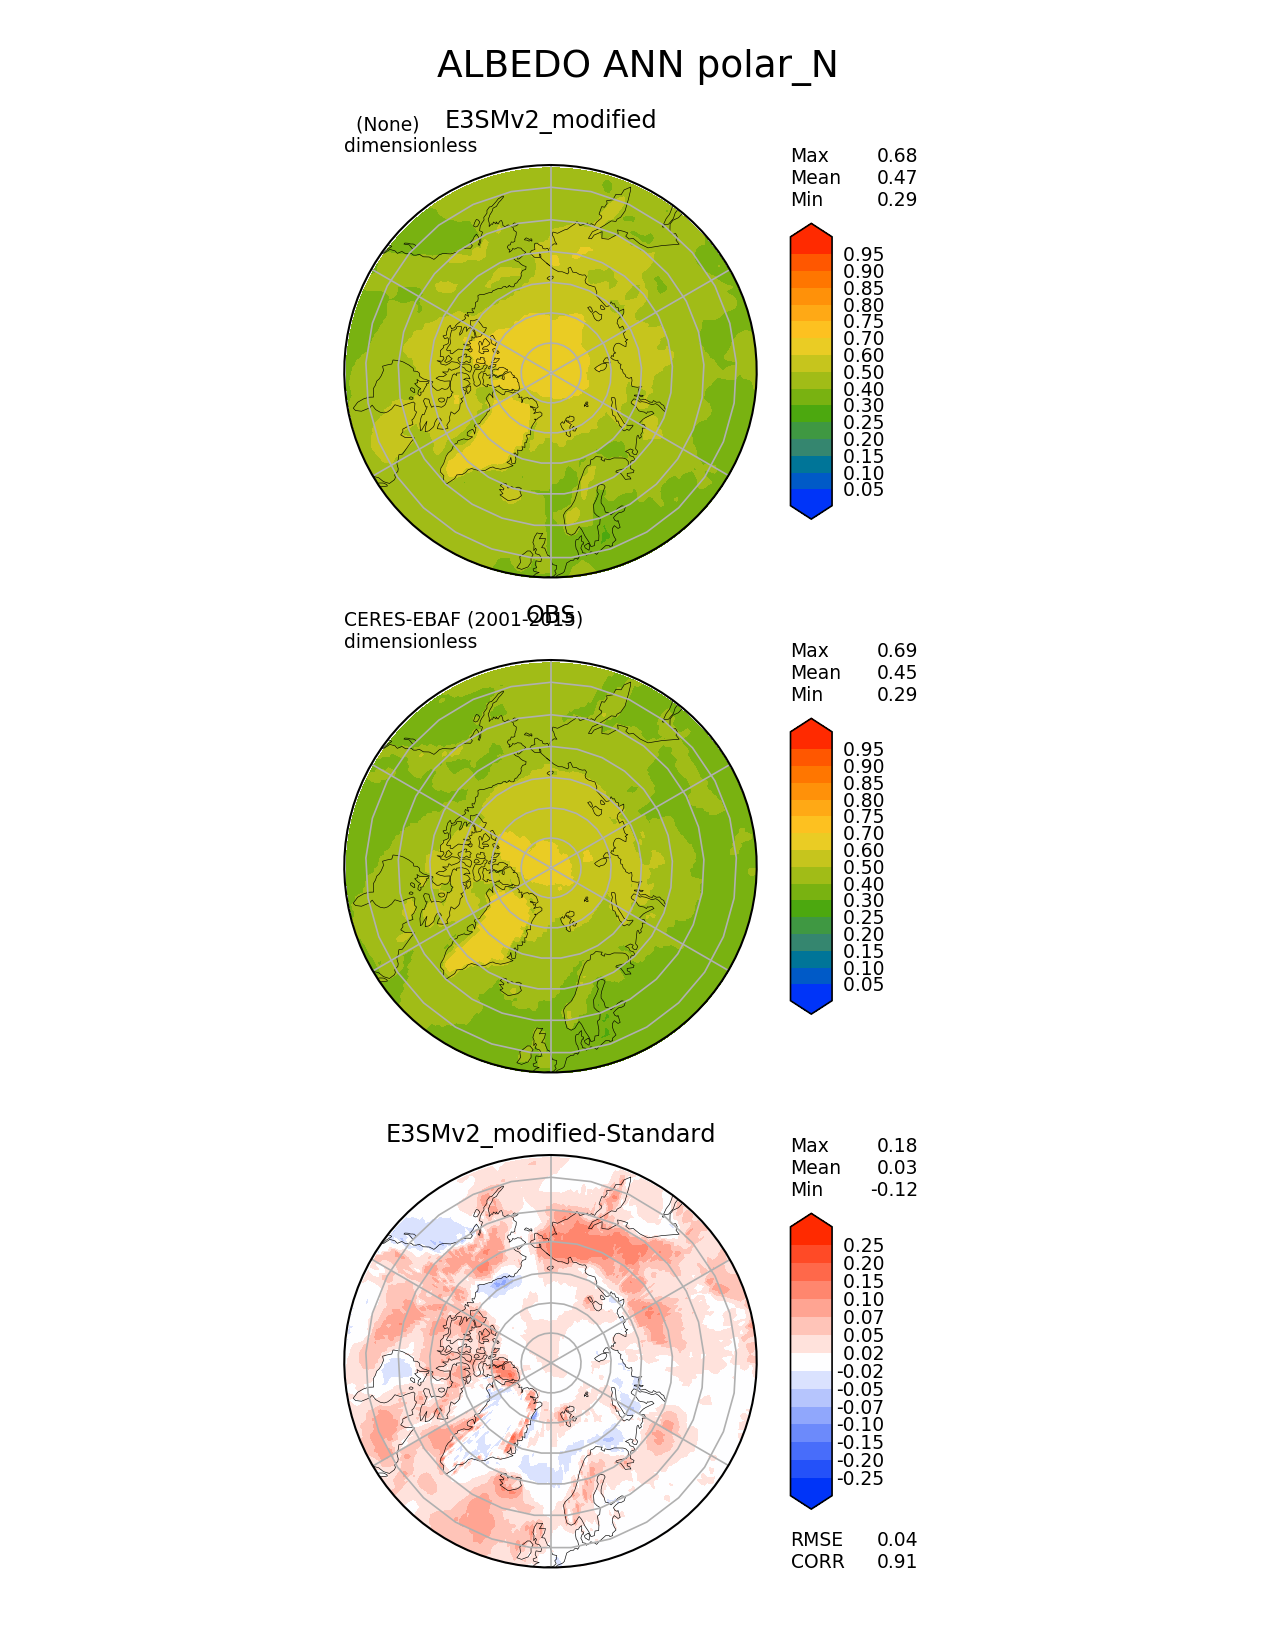 ALBEDO ANN polar_N
E3SMv2_modified
(None)
dimensionless
Max 0.68
Mean 0.47
Min 0.29
0.95
0.90
0.85
0.80
0.75
0.70
0.60
0.50
0.40
0.30
0.25
0.20
0.15
0.10
0.05
OBS
CERES-EBAF (2001-2015)
dimensionless
Max 0.69
Mean 0.45
Min 0.29
0.95
0.90
0.85
0.80
0.75
0.70
0.60
0.50
0.40
0.30
0.25
0.20
0.15
0.10
0.05
E3SMv2_modified-Standard
Max 0.18
Mean 0.03
Min -0.12
0.25
0.20
0.15
0.10
0.07
0.05
0.02
-0.02
-0.05
-0.07
-0.10
-0.15
-0.20
-0.25
RMSE 0.04
CORR 0.91